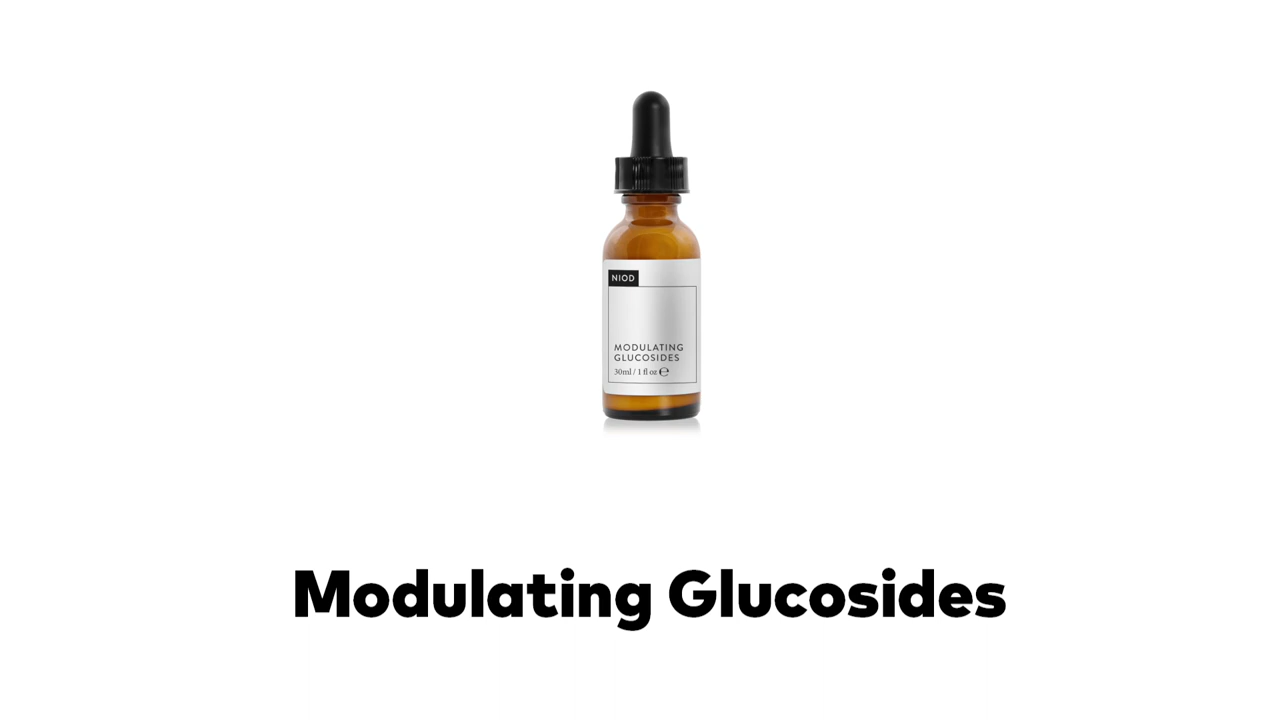 NIOD
MODULATING
GLUCOSIDES
30ml / 1 fl oz ℮
Modulating Glucosides